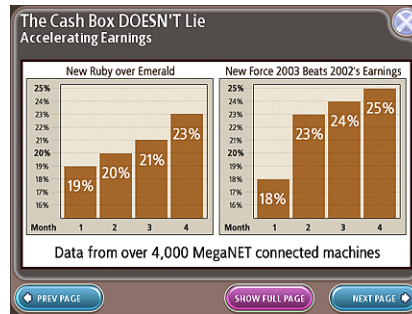 The Cash Box DOESN'T Lie
Accelerating Earnings
New Ruby over Emerald
25%
24%
23%
22%
21%
20%
19%
18%
17%
16%
19%
20%
21%
23%
Month 1 2 3 4
New Force 2003 Beats 2002's Earnings
25%
24%
23%
22%
21%
20%
19%
18%
17%
16%
18%
23%
24%
25%
Month 1 2 3 4
Data from over 4,000 MegaNET connected machines
PREV PAGE
SHOW FULL PAGE
NEXT PAGE